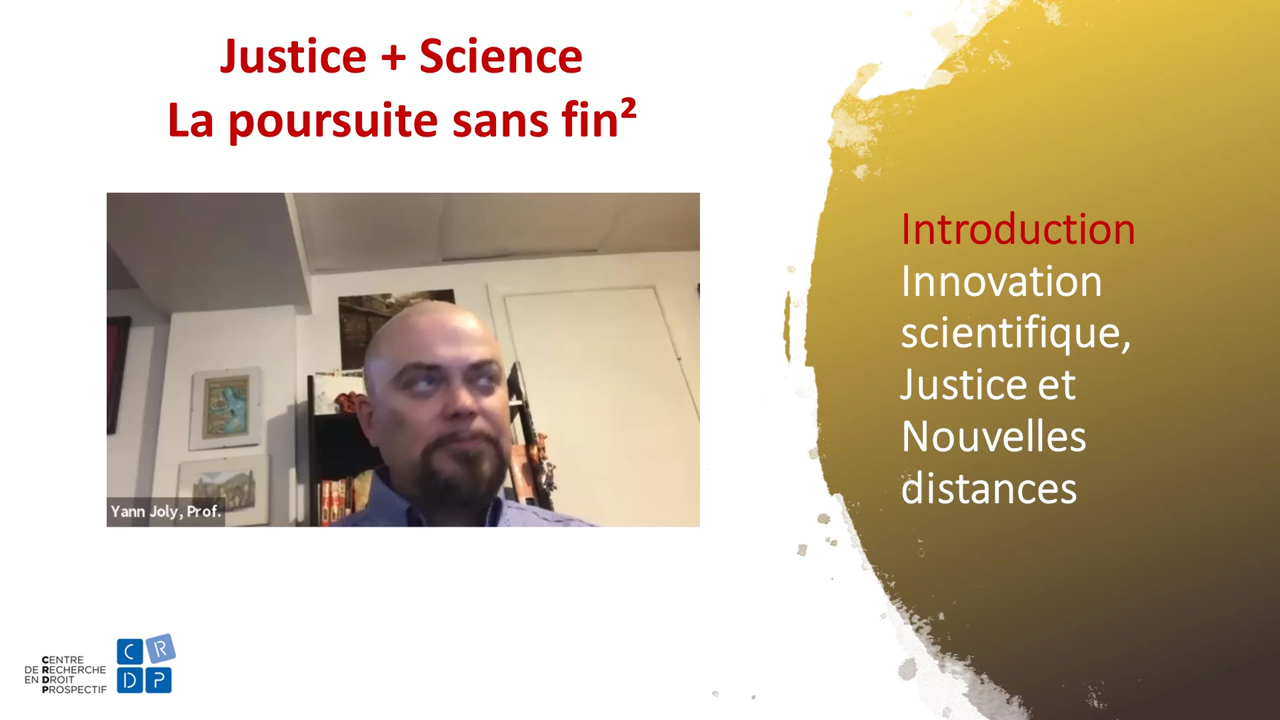 Justice + Science
La poursuite sans fin²
Yann Joly, Prof.
Introduction
Innovation
scientifique,
Justice et
Nouvelles
distances
CENTRE
DE RECHERCHE
EN DROIT
PROSPECTIF
C R
D P